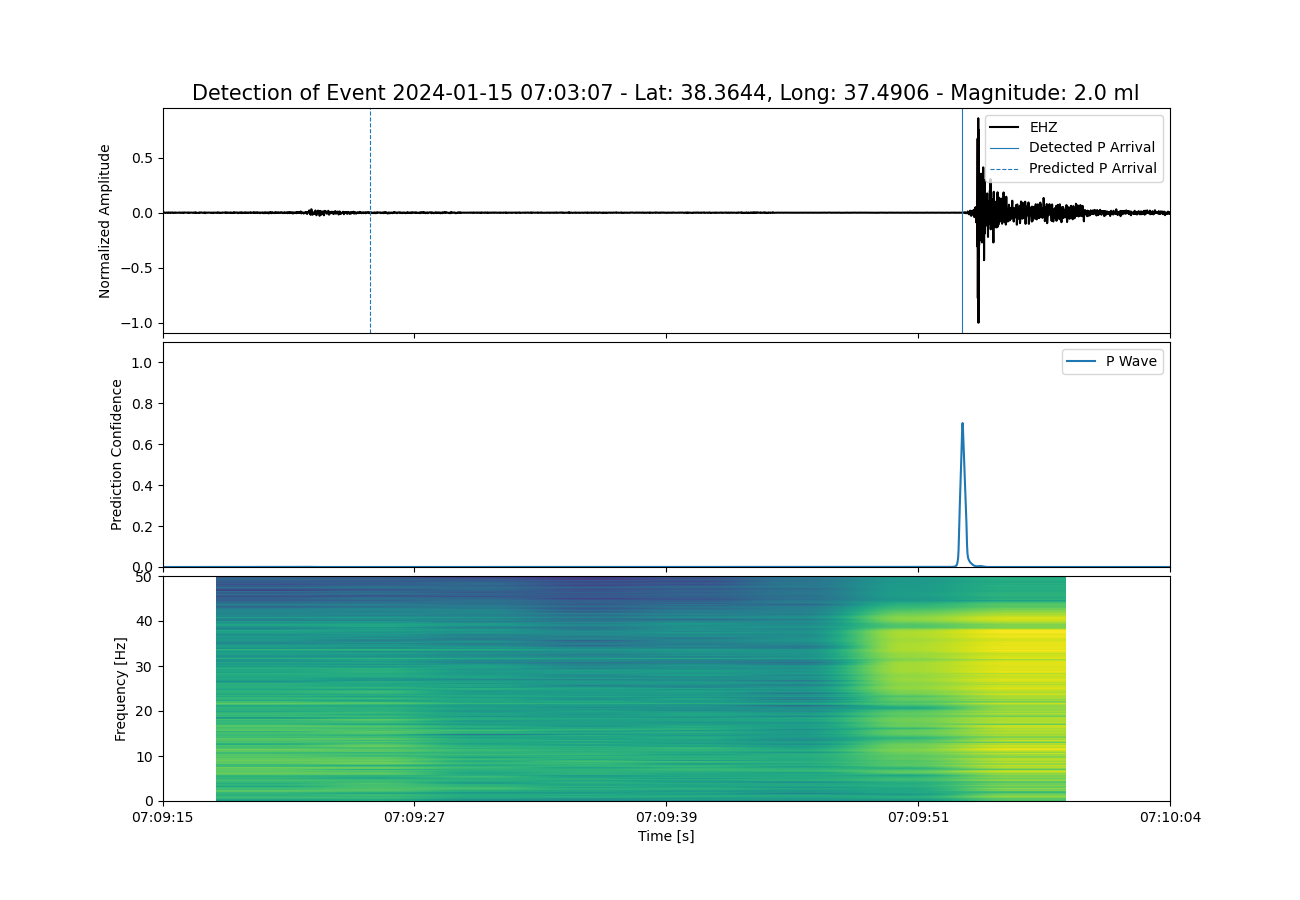 Detection of Event 2024-01-15 07:03:07 - Lat: 38.3644, Long: 37.4906 - Magnitude: 2.0 ml
Normalized Amplitude
0.5
0.0
−0.5
−1.0
EHZ
Detected P Arrival
Predicted P Arrival
Prediction Confidence
1.0
0.8
0.6
0.4
0.2
0.0
P Wave
Frequency [Hz]
50
40
30
20
10
0
07:09:15 07:09:27 07:09:39 07:09:51 07:10:04
Time [s]